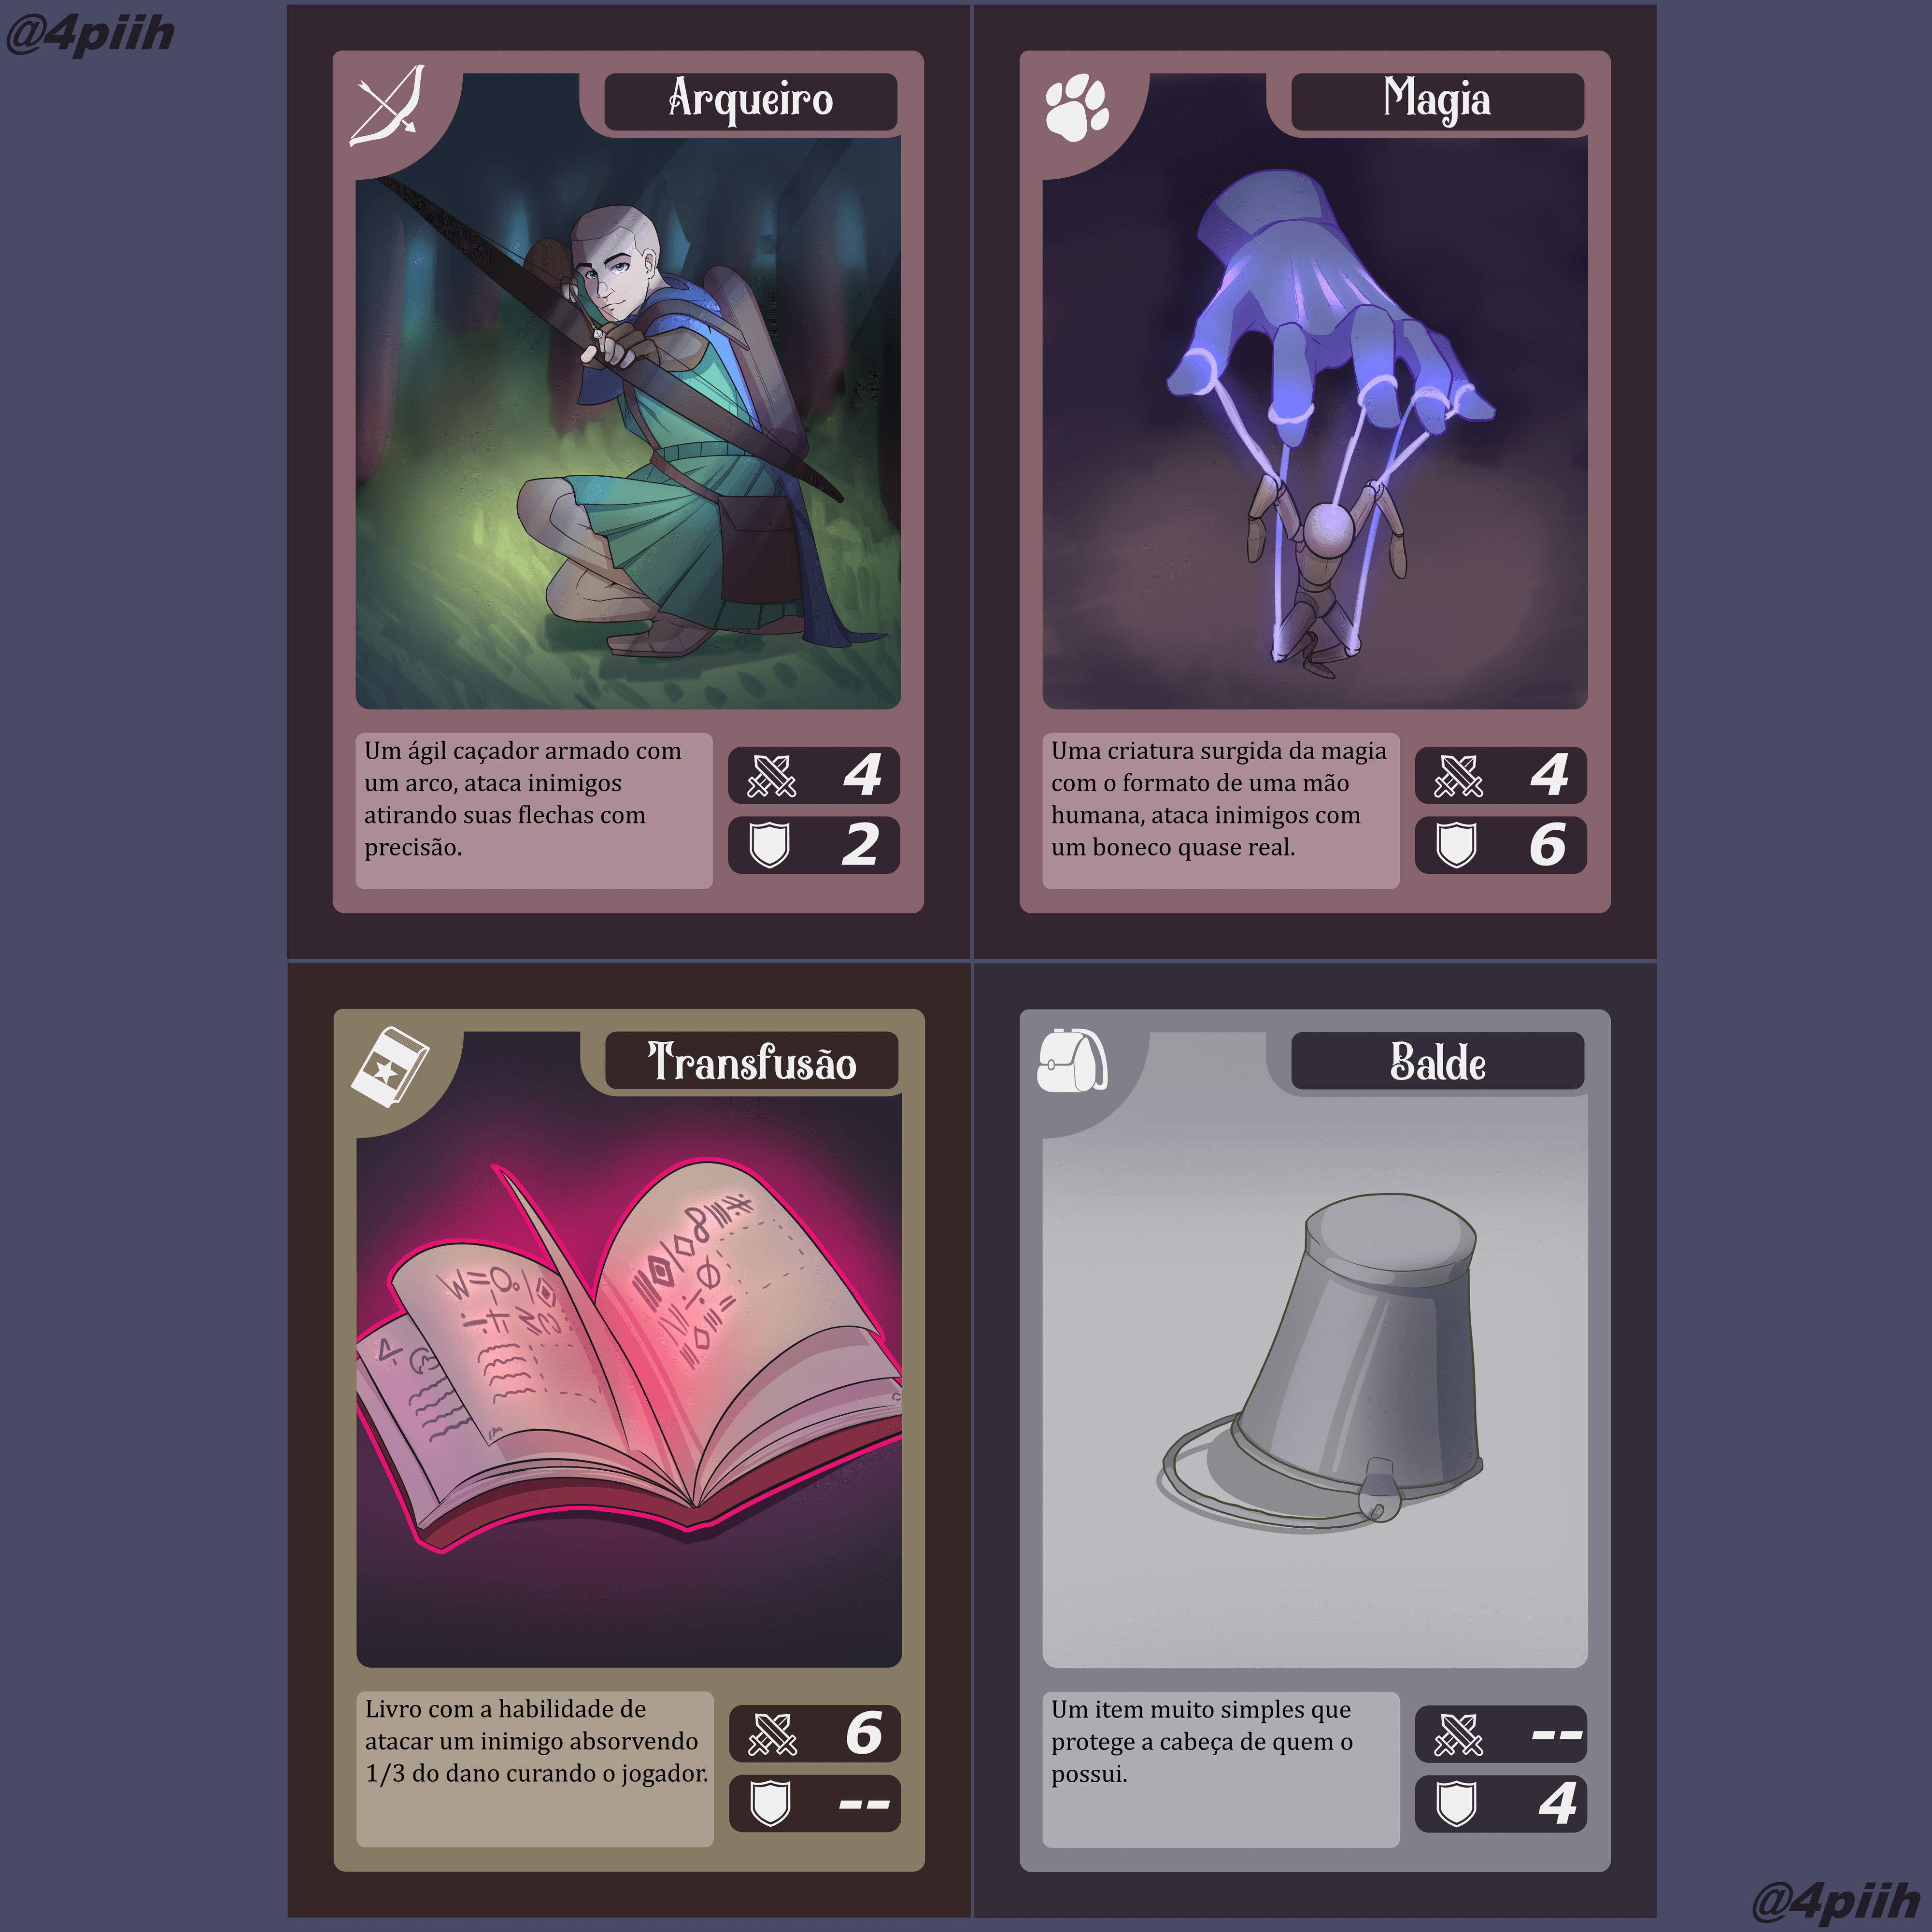 @4piih
Arqueiro
Um ágil caçador armado com
um arco, ataca inimigos
atirando suas flechas com
precisão.
4
2
Magia
Uma criatura surgida da magia
com o formato de uma mão
humana, ataca inimigos com
um boneco quase real.
4
6
Transfusão
Livro com a habilidade de
atacar um inimigo absorvendo
1/3 do dano curando o jogador.
6
--
Balde
Um item muito simples que
protege a cabeça de quem o
possui.
--
4
@4piih